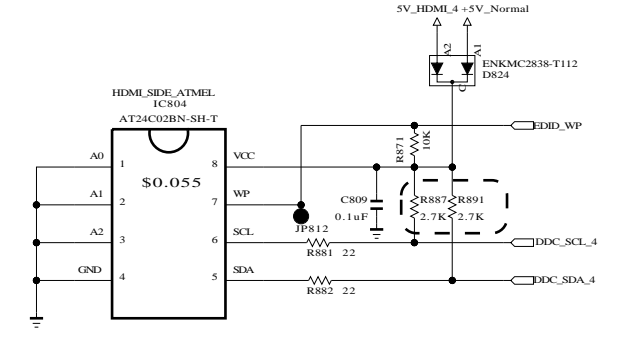 5V_HDMI_4 +5V_Normal
A2
A1
ENKMC2838-T112
D824
C
HDMI_SIDE_ATMEL
IC804
AT24C02BN-SH-T
EDID_WP
R871
10K
A0
1
8
VCC
$0.055
A1
2
7
WP
C809
0.1uF
R887
2.7K
R891
2.7K
JP812
A2
3
6
SCL
R881 22
DDC_SCL_4
GND
4
5
SDA
R882 22
DDC_SDA_4